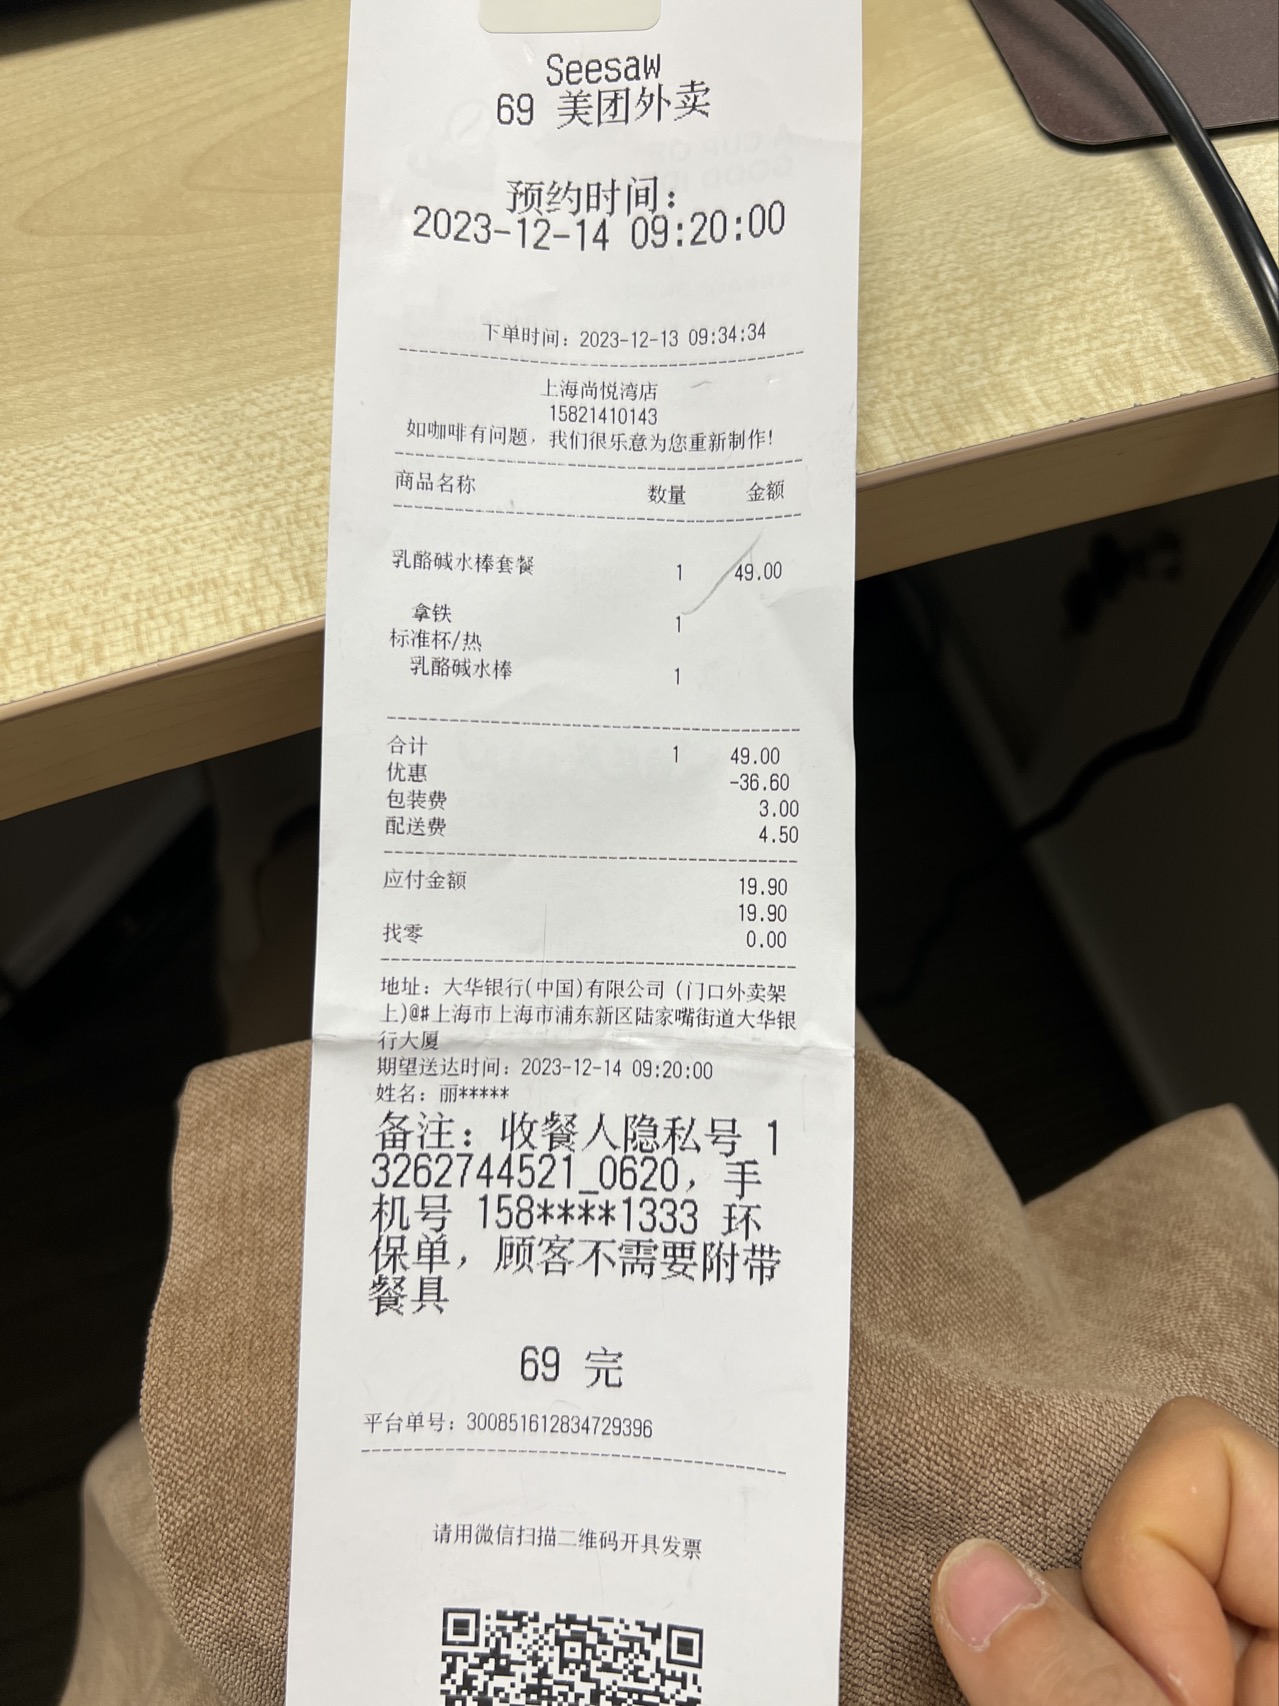 Seesaw
69 美团外卖
预约时间：
2023-12-14 09:20:00
下单时间：2023-12-13 09:34:34
上海尚悦湾店
15821410143
如咖啡有问题，我们很乐意为您重新制作!
商品名称 数量 金额
乳酪碱水棒套餐 1 49.00
拿铁 1
标准杯/热
乳酪碱水棒 1
合计 1 49.00
优惠 -36.60
包装费 3.00
配送费 4.50
应付金额 19.90
19.90
找零 0.00
地址：大华银行(中国)有限公司（门口外卖架
上)@#上海市上海市浦东新区陆家嘴街道大华银
行大厦
期望送达时间：2023-12-14 09:20:00
姓名：丽*****
备注：收餐人隐私号 1
3262744521_0620，手
机号 158****1333 环
保单，顾客不需要附带
餐具
69 完
平台单号：300851612834729396
请用微信扫描二维码开具发票